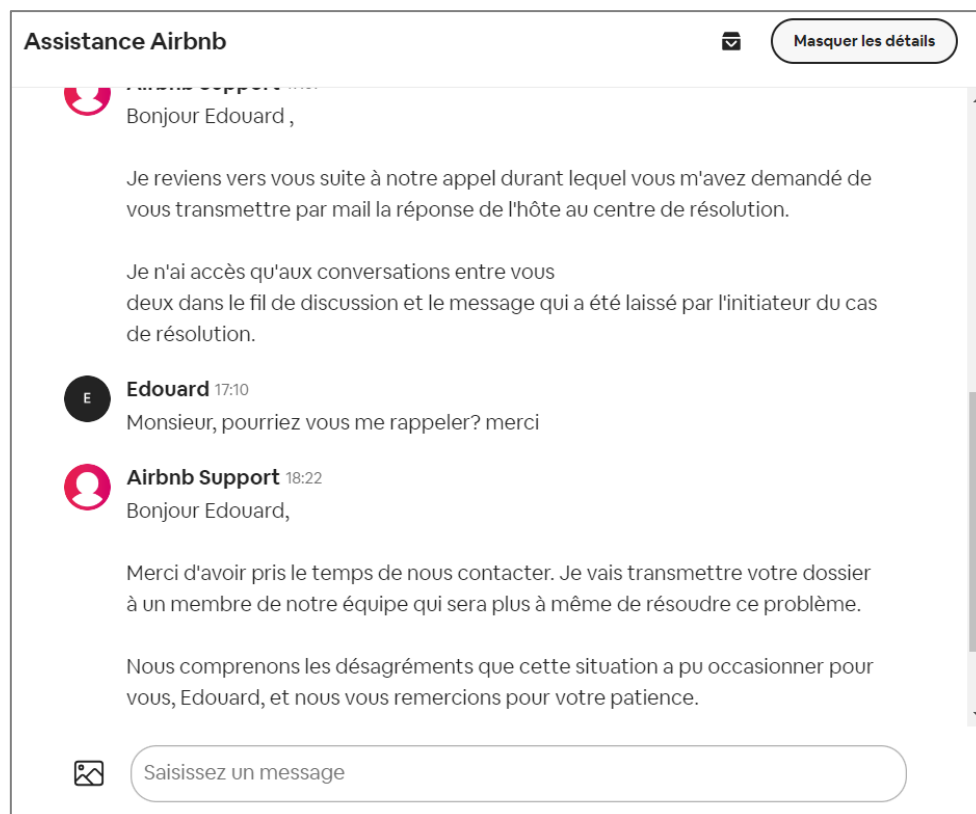 Assistance Airbnb
Masquer les détails
Airbnb Support
Bonjour Edouard ,
Je reviens vers vous suite à notre appel durant lequel vous m'avez demandé de
vous transmettre par mail la réponse de l'hôte au centre de résolution.
Je n'ai accès qu'aux conversations entre vous
deux dans le fil de discussion et le message qui a été laissé par l'initiateur du cas
de résolution.
E
Edouard 17:10
Monsieur, pourriez vous me rappeler? merci
Airbnb Support 18:22
Bonjour Edouard,
Merci d'avoir pris le temps de nous contacter. Je vais transmettre votre dossier
à un membre de notre équipe qui sera plus à même de résoudre ce problème.
Nous comprenons les désagréments que cette situation a pu occasionner pour
vous, Edouard, et nous vous remercions pour votre patience.
Saisissez un message